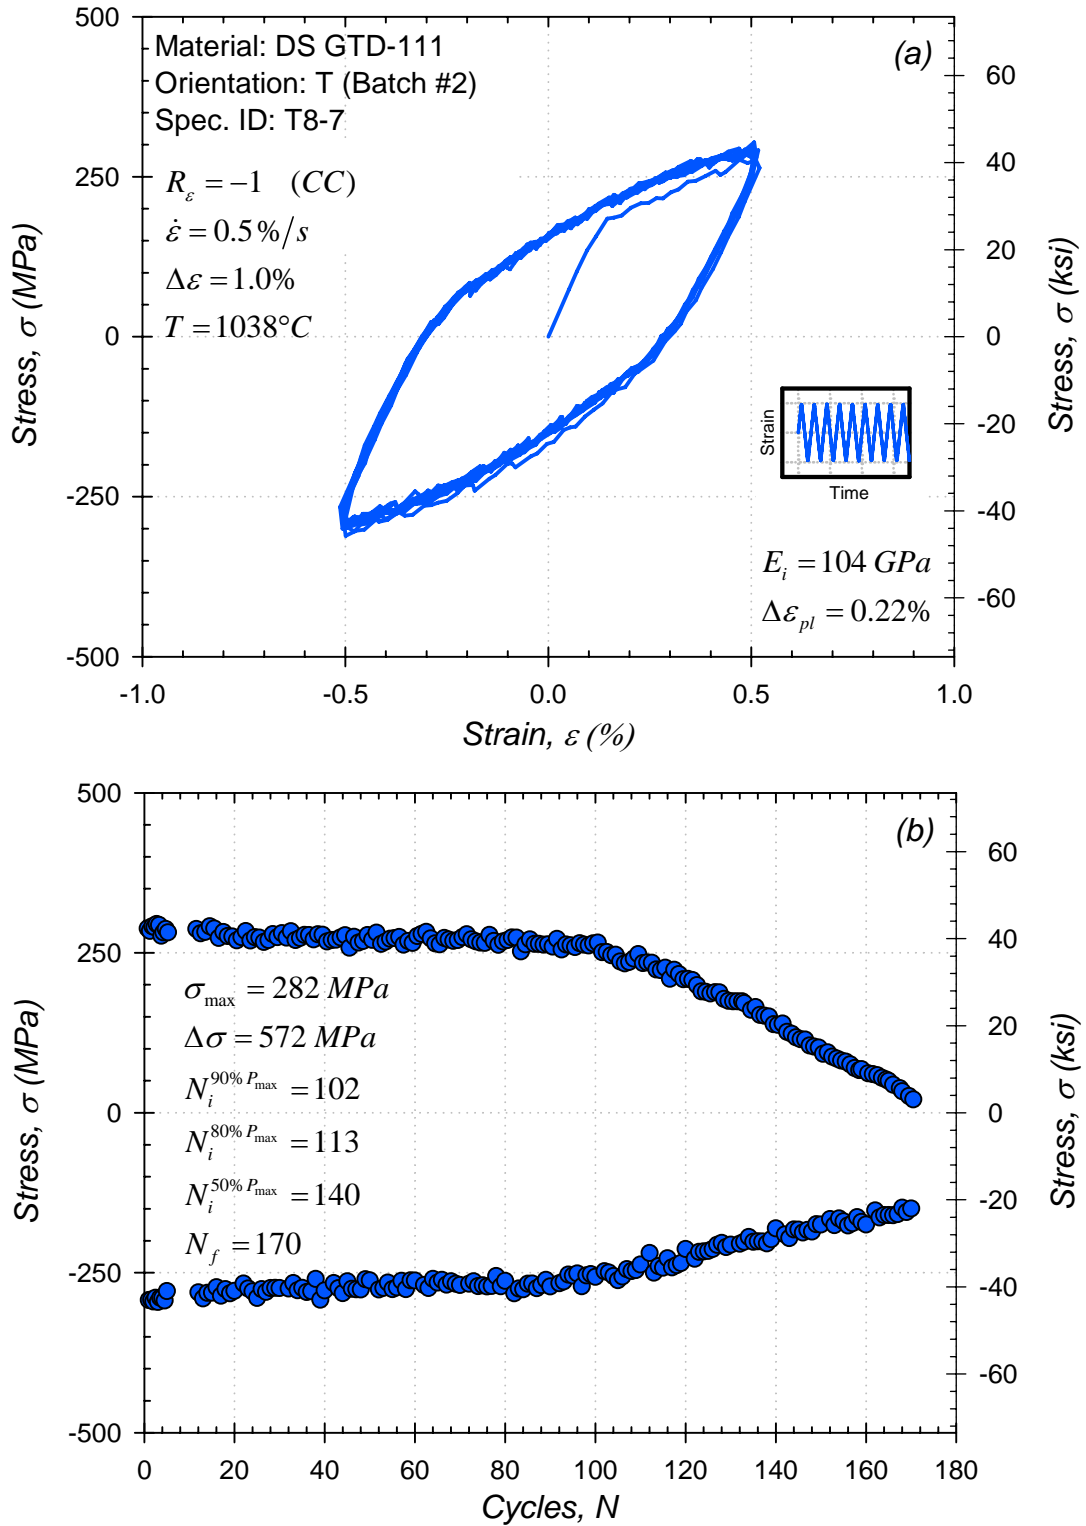 500
250
0
-250
-500
Stress, σ (MPa)
Material: DS GTD-111
Orientation: T (Batch #2)
Spec. ID: T8-7
(a)
R_ε = −1 (CC)
ε̇ = 0.5%/s
Δε = 1.0%
T = 1038°C
Strain
Time
E_i = 104 GPa
Δε_pl = 0.22%
60
40
20
0
-20
-40
-60
Stress, σ (ksi)
-1.0 -0.5 0.0 0.5 1.0
Strain, ε (%)
500
250
0
-250
-500
Stress, σ (MPa)
(b)
σ_max = 282 MPa
Δσ = 572 MPa
N_i^{90% P_max} = 102
N_i^{80% P_max} = 113
N_i^{50% P_max} = 140
N_f = 170
60
40
20
0
-20
-40
-60
Stress, σ (ksi)
0 20 40 60 80 100 120 140 160 180
Cycles, N